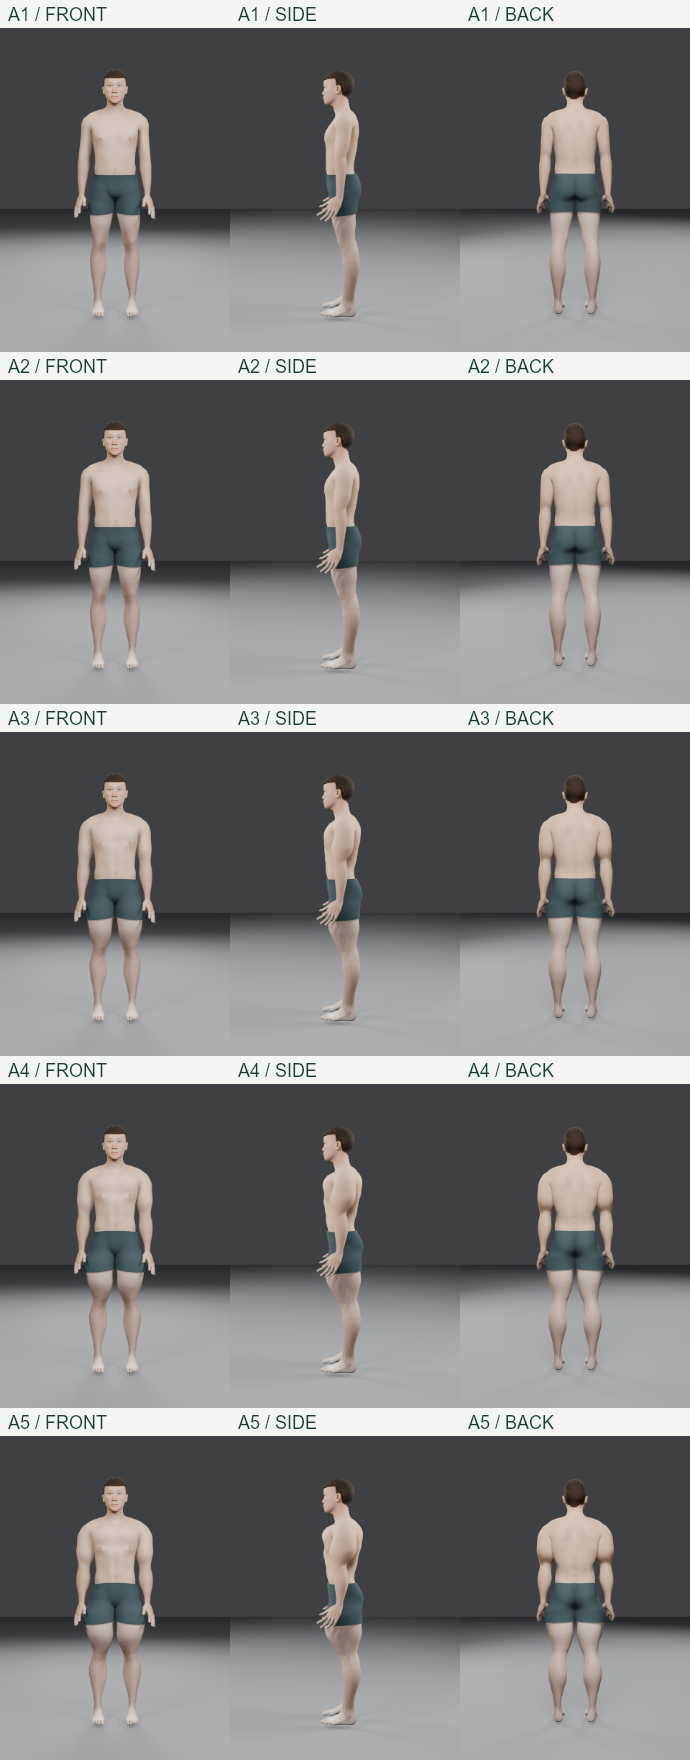 A1 / FRONT A1 / SIDE A1 / BACK
A2 / FRONT A2 / SIDE A2 / BACK
A3 / FRONT A3 / SIDE A3 / BACK
A4 / FRONT A4 / SIDE A4 / BACK
A5 / FRONT A5 / SIDE A5 / BACK